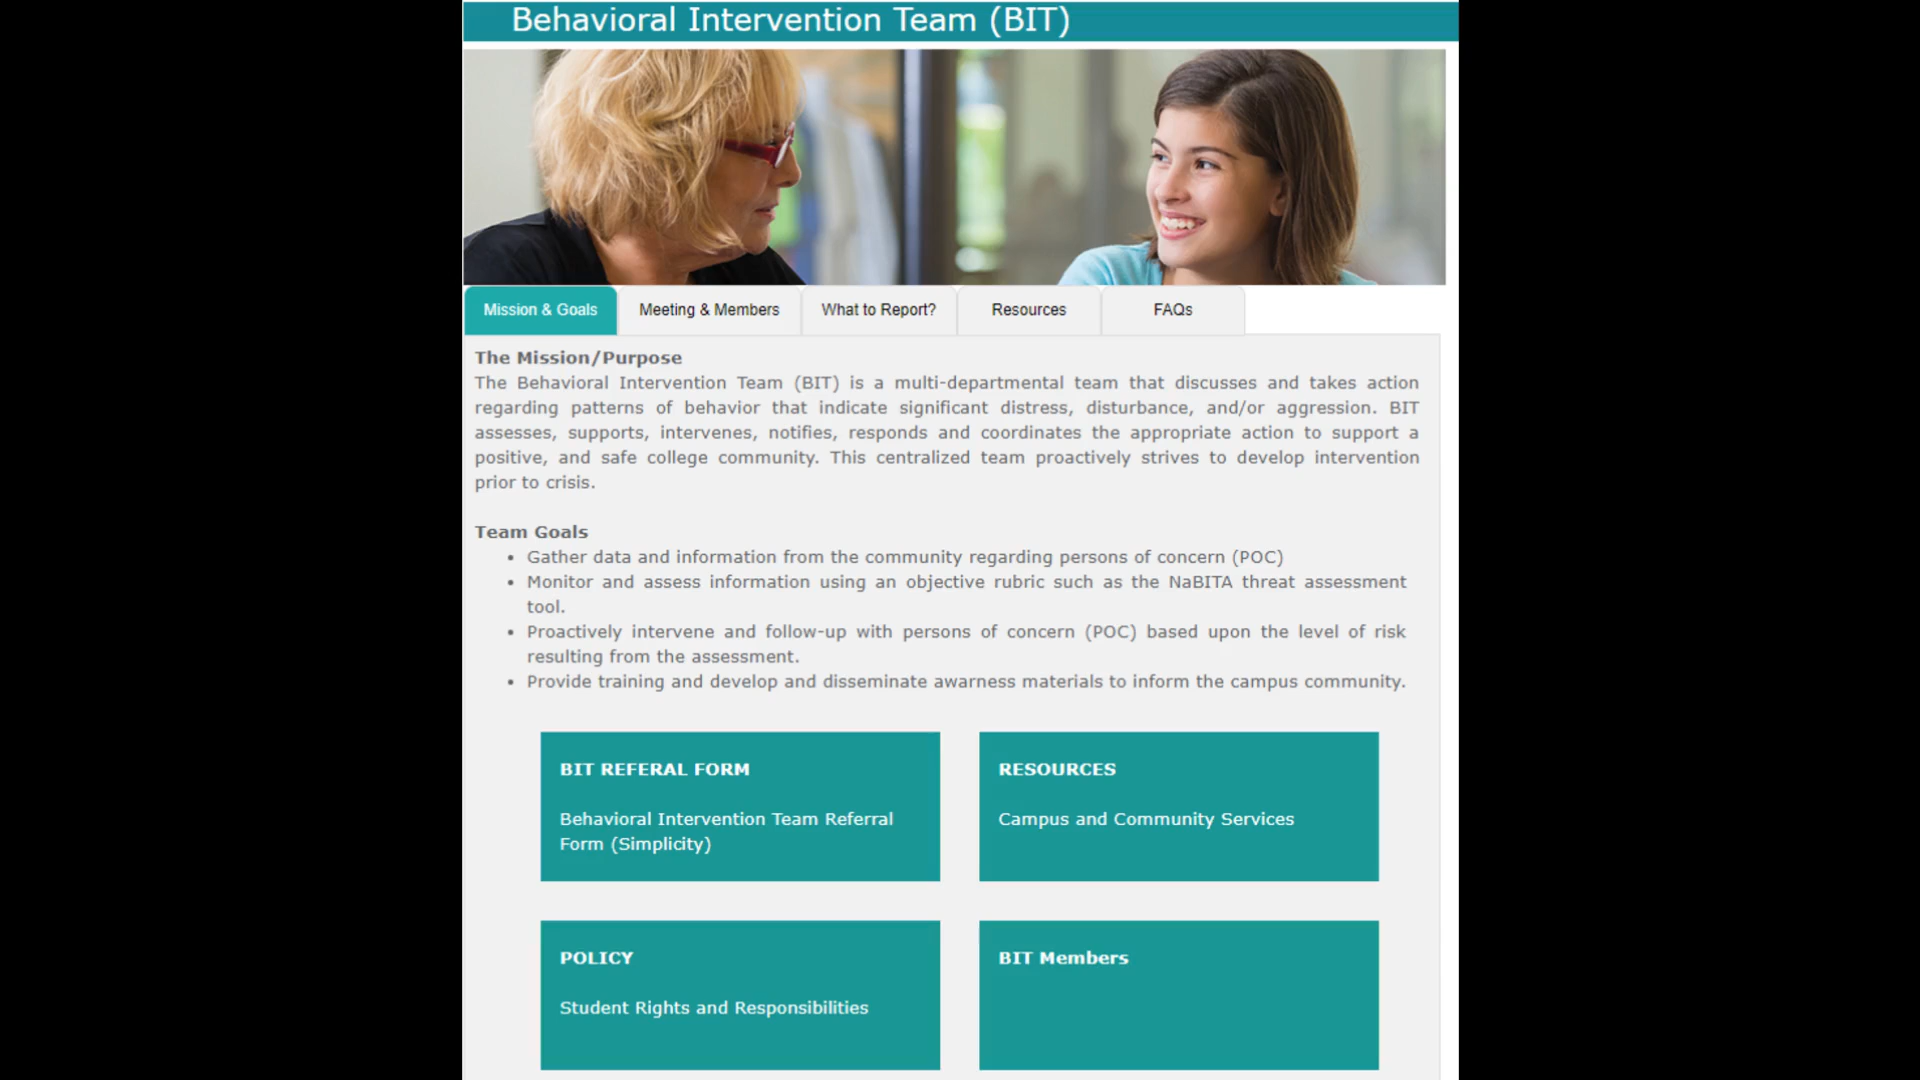 Behavioral Intervention Team (BIT)
Mission & Goals
Meeting & Members
What to Report?
Resources
FAQs
The Mission/Purpose
The Behavioral Intervention Team (BIT) is a multi-departmental team that discusses and takes action
regarding patterns of behavior that indicate significant distress, disturbance, and/or aggression. BIT
assesses, supports, intervenes, notifies, responds and coordinates the appropriate action to support a
positive, and safe college community. This centralized team proactively strives to develop intervention
prior to crisis.
Team Goals
• Gather data and information from the community regarding persons of concern (POC)
• Monitor and assess information using an objective rubric such as the NaBITA threat assessment
tool.
• Proactively intervene and follow-up with persons of concern (POC) based upon the level of risk
resulting from the assessment.
• Provide training and develop and disseminate awarness materials to inform the campus community.
BIT REFERAL FORM
Behavioral Intervention Team Referral
Form (Simplicity)
RESOURCES
Campus and Community Services
POLICY
Student Rights and Responsibilities
BIT Members